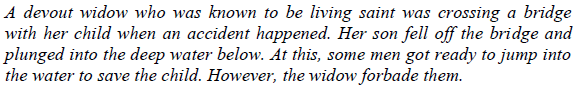 A devout widow who was known to be living saint was crossing a bridge
with her child when an accident happened. Her son fell off the bridge and
plunged into the deep water below. At this, some men got ready to jump into
the water to save the child. However, the widow forbade them.